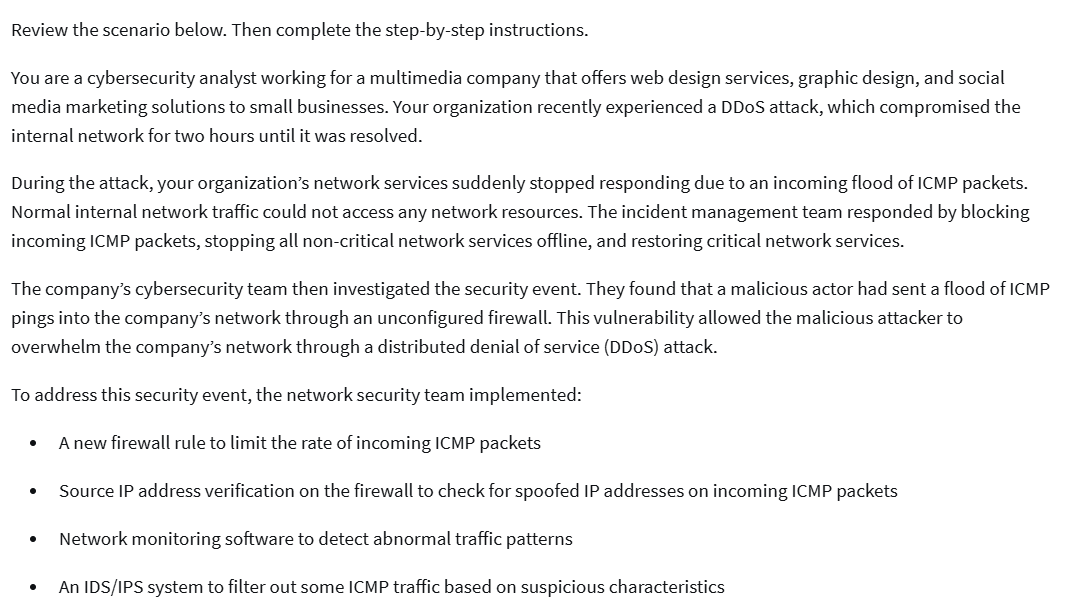 Review the scenario below. Then complete the step-by-step instructions.
You are a cybersecurity analyst working for a multimedia company that offers web design services, graphic design, and social
media marketing solutions to small businesses. Your organization recently experienced a DDoS attack, which compromised the
internal network for two hours until it was resolved.
During the attack, your organization’s network services suddenly stopped responding due to an incoming flood of ICMP packets.
Normal internal network traffic could not access any network resources. The incident management team responded by blocking
incoming ICMP packets, stopping all non-critical network services offline, and restoring critical network services.
The company’s cybersecurity team then investigated the security event. They found that a malicious actor had sent a flood of ICMP
pings into the company’s network through an unconfigured firewall. This vulnerability allowed the malicious attacker to
overwhelm the company’s network through a distributed denial of service (DDoS) attack.
To address this security event, the network security team implemented:
• A new firewall rule to limit the rate of incoming ICMP packets
• Source IP address verification on the firewall to check for spoofed IP addresses on incoming ICMP packets
• Network monitoring software to detect abnormal traffic patterns
• An IDS/IPS system to filter out some ICMP traffic based on suspicious characteristics